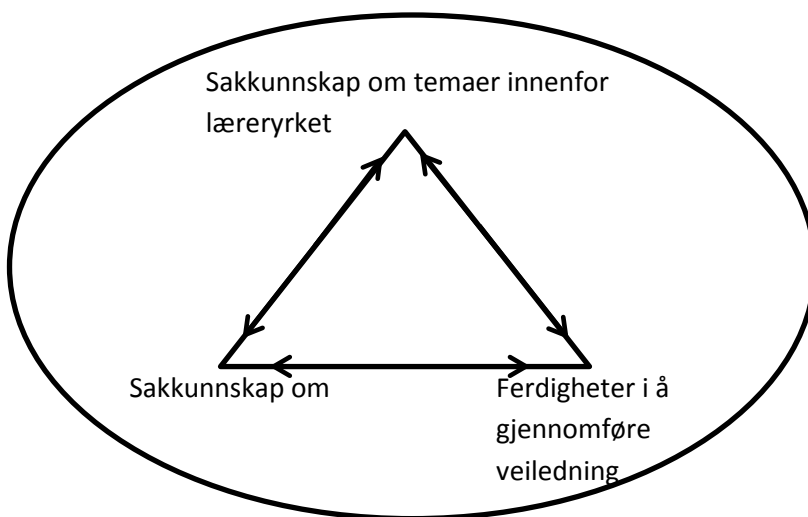 Sakkunnskap om temaer innenfor
læreryrket
Sakkunnskap om
Ferdigheter i å
gjennomføre
veiledning